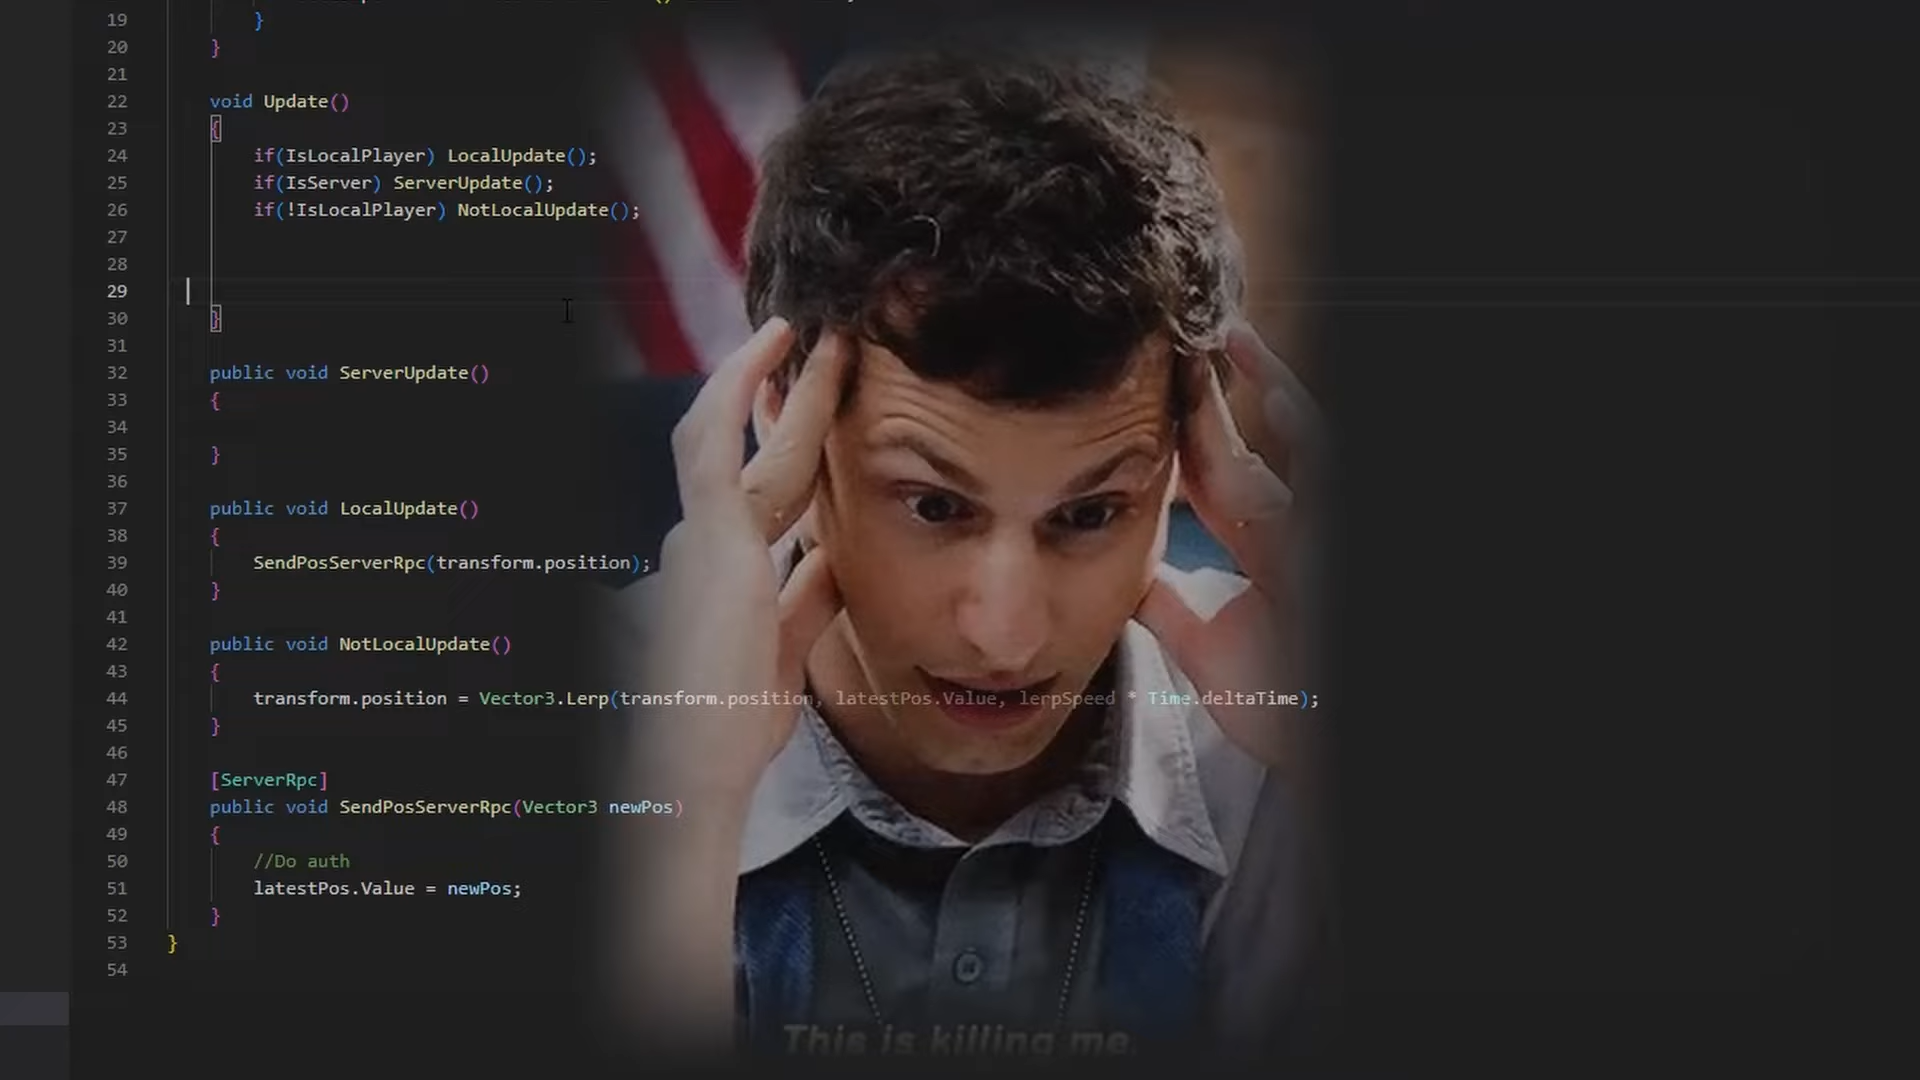 19 }
20 }
21
22 void Update()
23 {
24 if(IsLocalPlayer) LocalUpdate();
25 if(IsServer) ServerUpdate();
26 if(!IsLocalPlayer) NotLocalUpdate();
27
28
29
30 }
31
32 public void ServerUpdate()
33 {
34
35 }
36
37 public void LocalUpdate()
38 {
39 SendPosServerRpc(transform.position);
40 }
41
42 public void NotLocalUpdate()
43 {
44 transform.position = Vector3.Lerp(transform.position, latestPos.Value, lerpSpeed * Time.deltaTime);
45 }
46
47 [ServerRpc]
48 public void SendPosServerRpc(Vector3 newPos)
49 {
50 //Do auth
51 latestPos.Value = newPos;
52 }
53 }
54
This is killing me.